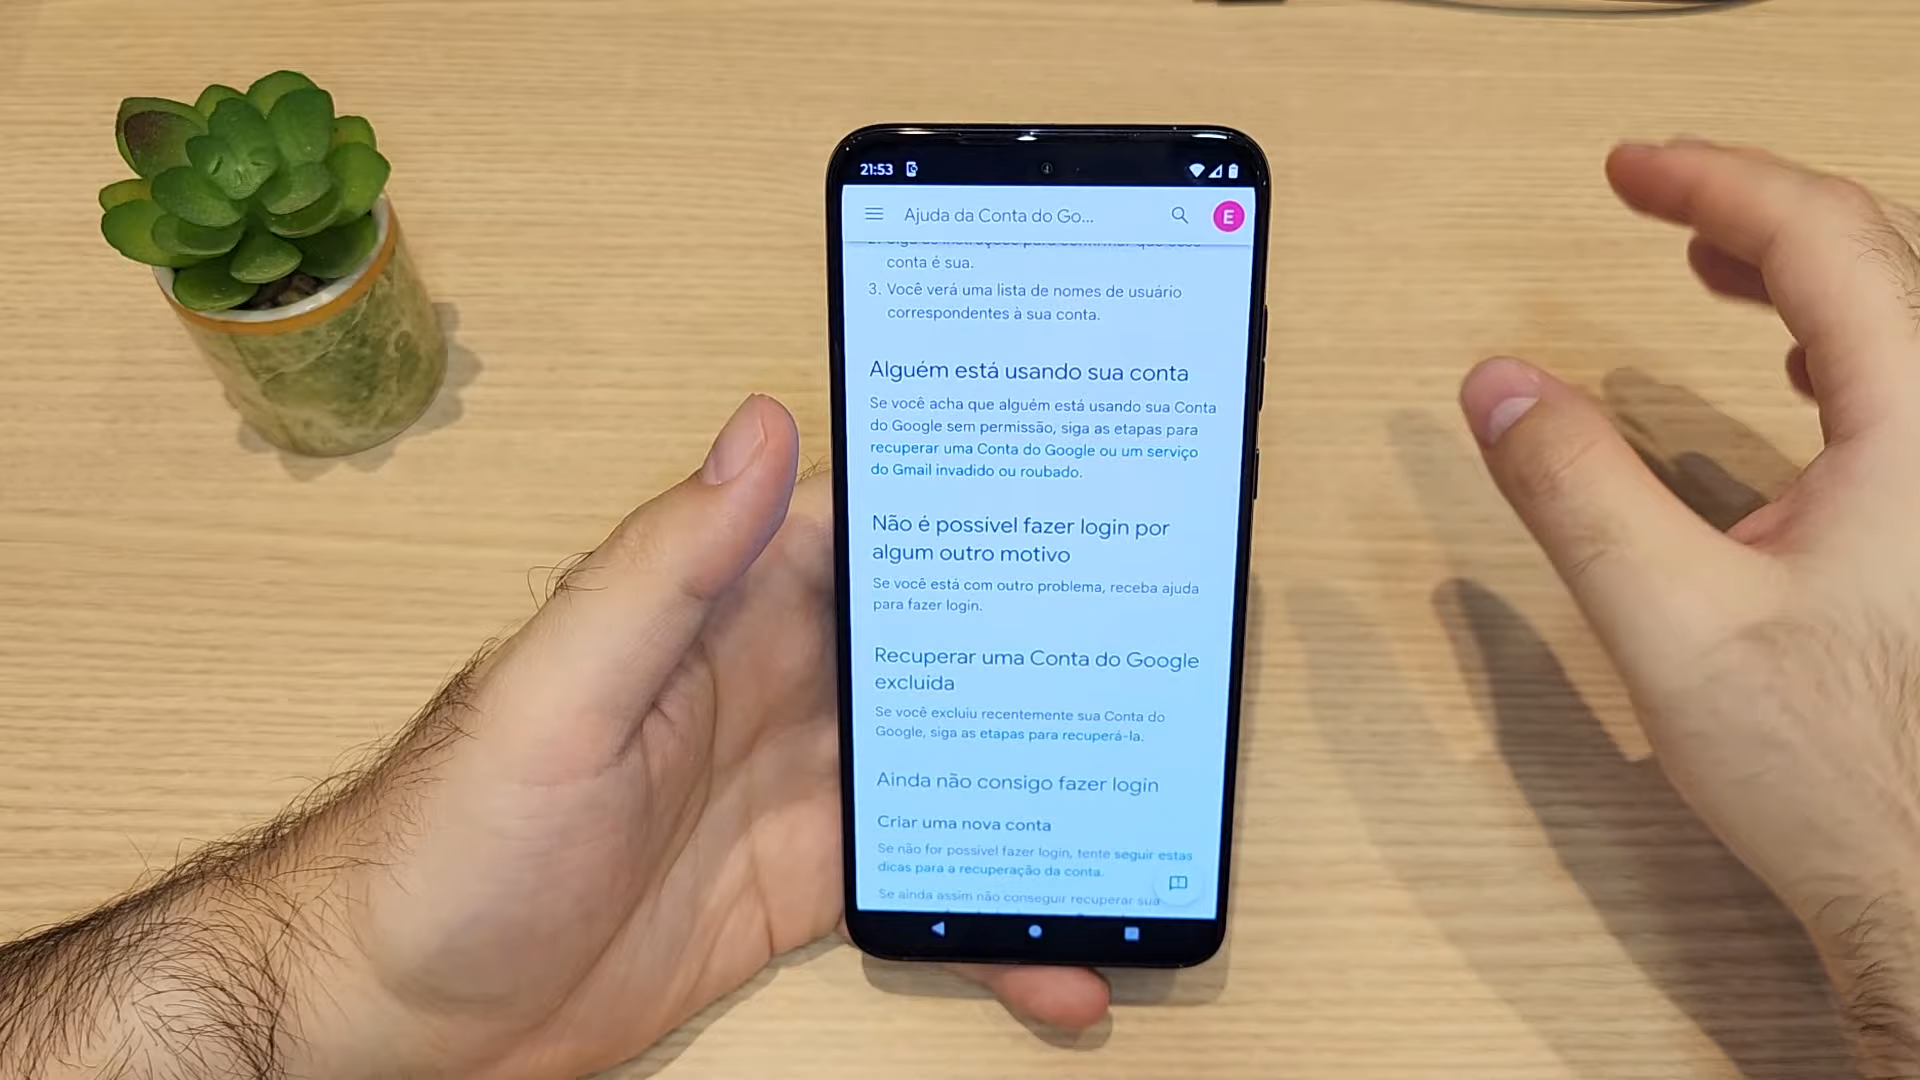 21:53
Ajuda da Conta do Go...
E
conta é sua.
3. Você verá uma lista de nomes de usuário
correspondentes à sua conta.
Alguém está usando sua conta
Se você acha que alguém está usando sua Conta
do Google sem permissão, siga as etapas para
recuperar uma Conta do Google ou um serviço
do Gmail invadido ou roubado.
Não é possível fazer login por
algum outro motivo
Se você está com outro problema, receba ajuda
para fazer login.
Recuperar uma Conta do Google
excluída
Se você excluiu recentemente sua Conta do
Google, siga as etapas para recuperá-la.
Ainda não consigo fazer login
Criar uma nova conta
Se não for possível fazer login, tente seguir estas
dicas para a recuperação da conta.
Se ainda assim não conseguir recuperar sua